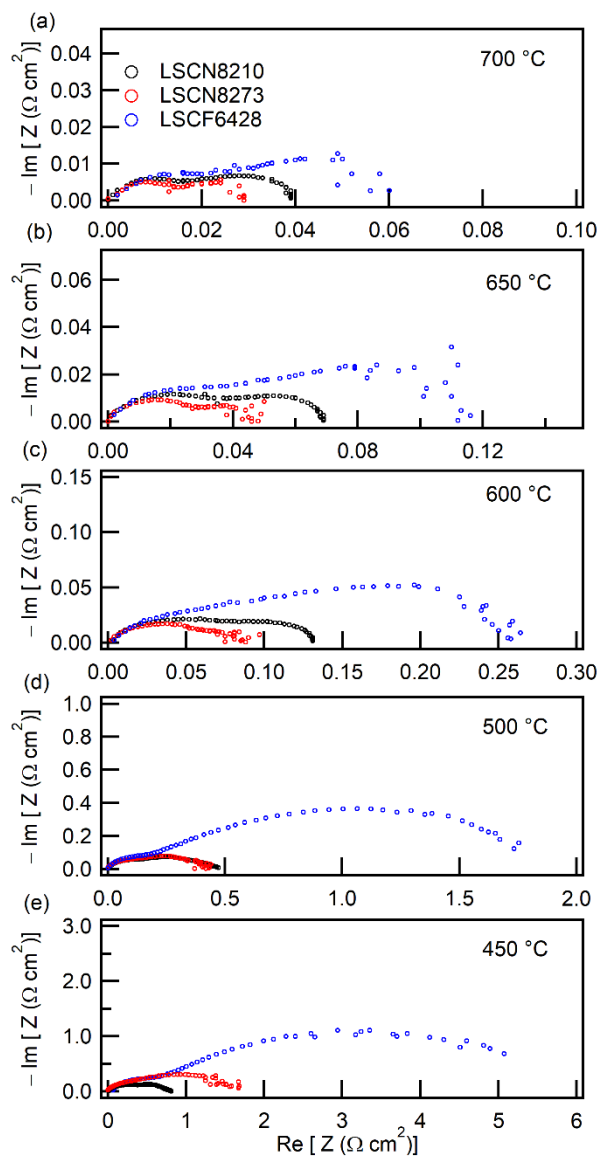 (a)
700 °C
LSCN8210
LSCN8273
LSCF6428
− Im [ Z (Ω cm²)]
0.04
0.03
0.02
0.01
0.00
0.00 0.02 0.04 0.06 0.08 0.10
(b)
650 °C
− Im [ Z (Ω cm²)]
0.06
0.04
0.02
0.00
0.00 0.04 0.08 0.12
(c)
600 °C
− Im [ Z (Ω cm²)]
0.15
0.10
0.05
0.00
0.00 0.05 0.10 0.15 0.20 0.25 0.30
(d)
500 °C
− Im [ Z (Ω cm²)]
1.0
0.8
0.6
0.4
0.2
0.0
0.0 0.5 1.0 1.5 2.0
(e)
450 °C
− Im [ Z (Ω cm²)]
3.0
2.0
1.0
0.0
0 1 2 3 4 5 6
Re [ Z (Ω cm²)]